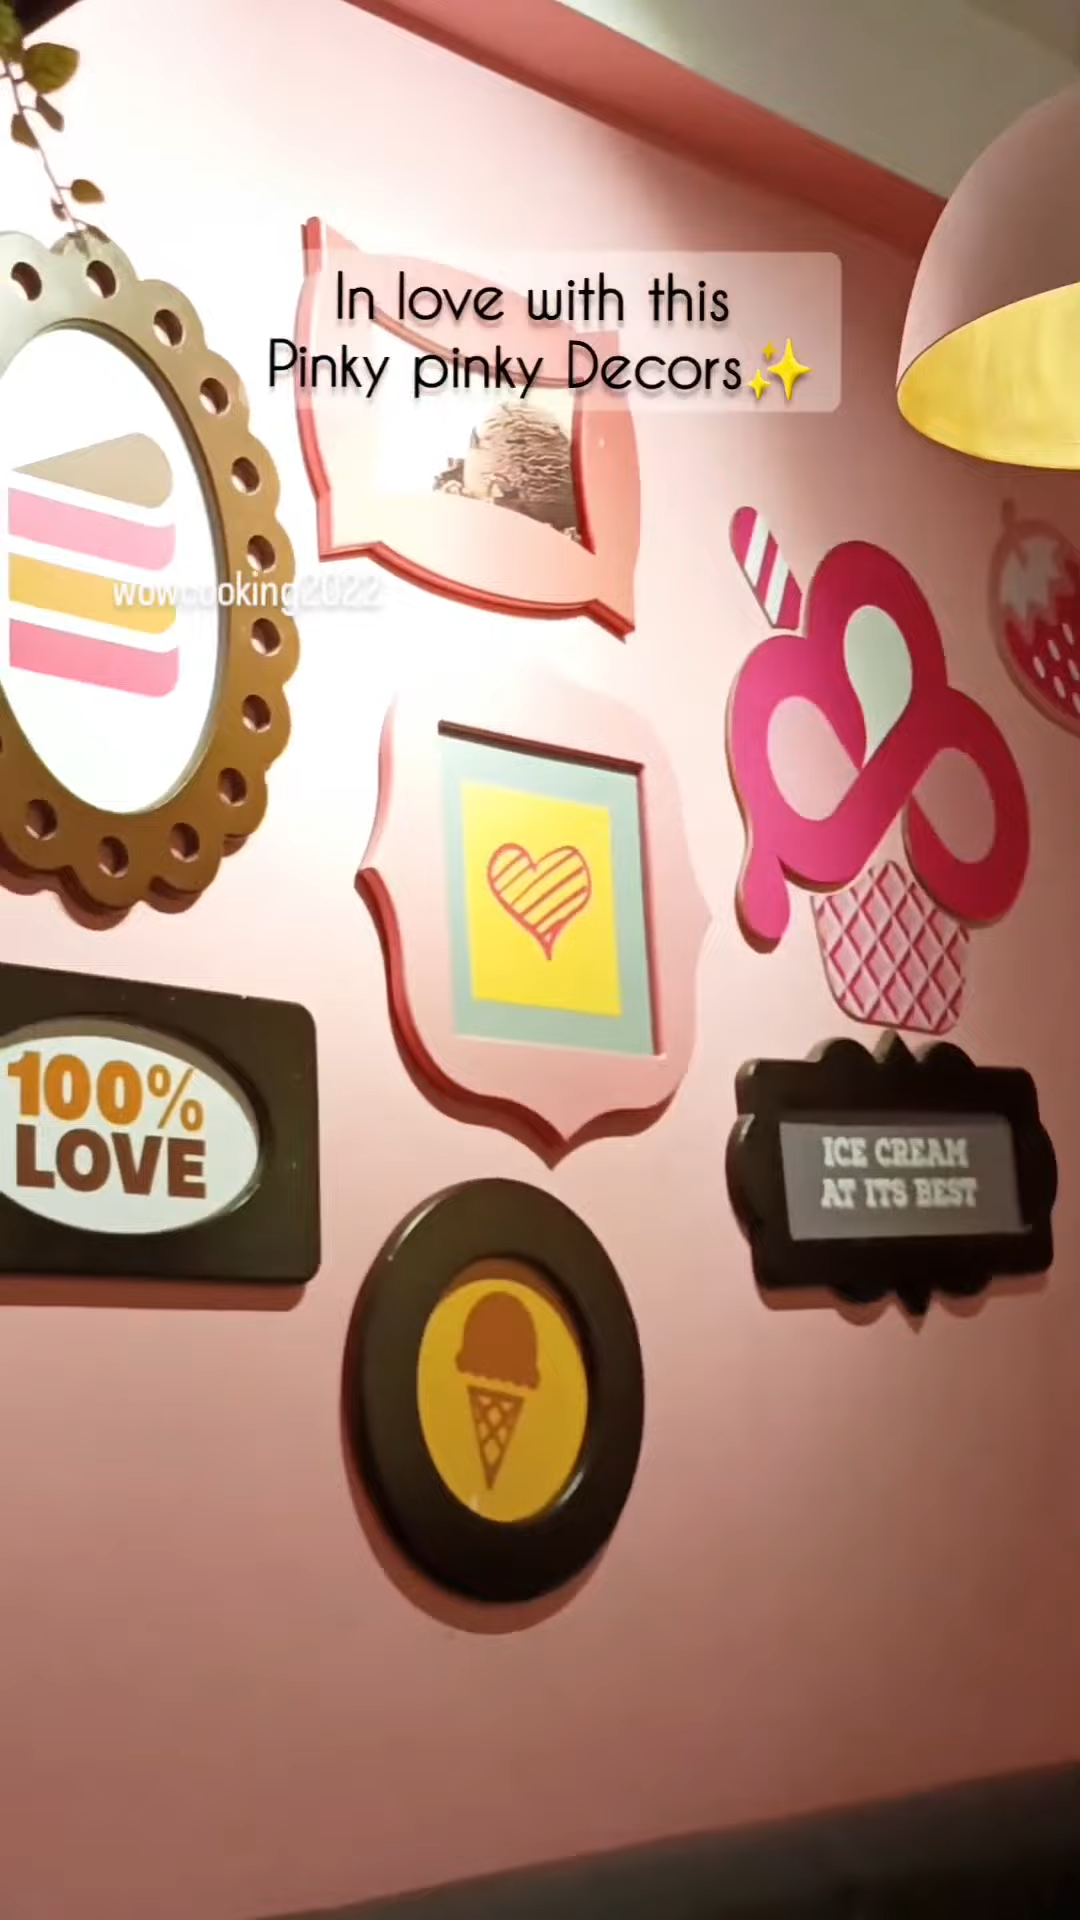 In love with this
Pinky pinky Decors✨
wowcooking2022
100%
LOVE
ICE CREAM
AT ITS BEST